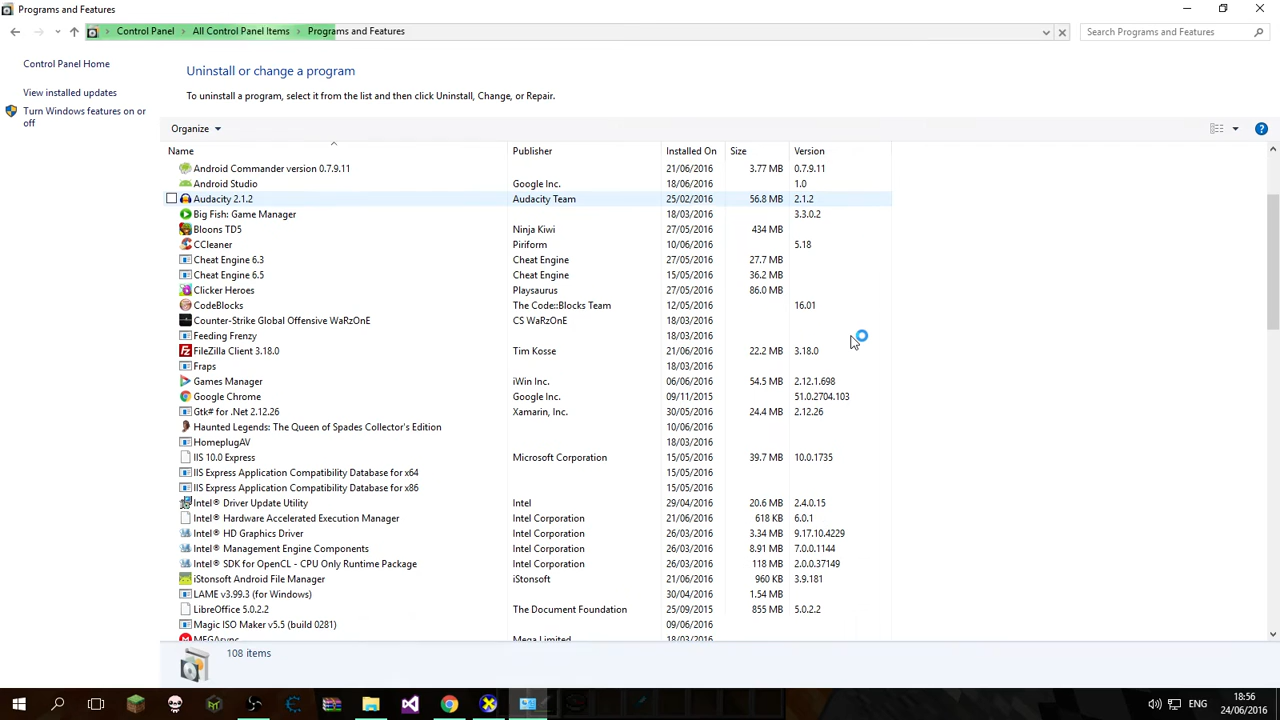 Programs and Features
Control Panel > All Control Panel Items > Programs and Features
Search Programs and Features
Control Panel Home
View installed updates
Turn Windows features on or
off
Uninstall or change a program
To uninstall a program, select it from the list and then click Uninstall, Change, or Repair.
Organize
Name Publisher Installed On Size Version
Android Commander version 0.7.9.11 21/06/2016 3.77 MB 0.7.9.11
Android Studio Google Inc. 18/06/2016 1.0
Audacity 2.1.2 Audacity Team 25/02/2016 56.8 MB 2.1.2
Big Fish: Game Manager 18/03/2016 3.3.0.2
Bloons TD5 Ninja Kiwi 27/05/2016 434 MB
CCleaner Piriform 10/06/2016 5.18
Cheat Engine 6.3 Cheat Engine 27/05/2016 27.7 MB
Cheat Engine 6.5 Cheat Engine 15/05/2016 36.2 MB
Clicker Heroes Playsaurus 27/05/2016 86.0 MB
CodeBlocks The Code::Blocks Team 12/05/2016 16.01
Counter-Strike Global Offensive WaRzOnE CS WaRzOnE 18/03/2016
Feeding Frenzy 18/03/2016
FileZilla Client 3.18.0 Tim Kosse 21/06/2016 22.2 MB 3.18.0
Fraps 18/03/2016
Games Manager iWin Inc. 06/06/2016 54.5 MB 2.12.1.698
Google Chrome Google Inc. 09/11/2015 51.0.2704.103
Gtk# for .Net 2.12.26 Xamarin, Inc. 30/05/2016 24.4 MB 2.12.26
Haunted Legends: The Queen of Spades Collector's Edition 10/06/2016
HomeplugAV 18/03/2016
IIS 10.0 Express Microsoft Corporation 15/05/2016 39.7 MB 10.0.1735
IIS Express Application Compatibility Database for x64 15/05/2016
IIS Express Application Compatibility Database for x86 15/05/2016
Intel® Driver Update Utility Intel 29/04/2016 20.6 MB 2.4.0.15
Intel® Hardware Accelerated Execution Manager Intel Corporation 21/06/2016 618 KB 6.0.1
Intel® HD Graphics Driver Intel Corporation 26/03/2016 3.34 MB 9.17.10.4229
Intel® Management Engine Components Intel Corporation 26/03/2016 8.91 MB 7.0.0.1144
Intel® SDK for OpenCL - CPU Only Runtime Package Intel Corporation 26/03/2016 118 MB 2.0.0.37149
iStonsoft Android File Manager iStonsoft 21/06/2016 960 KB 3.9.181
LAME v3.99.3 (for Windows) 30/04/2016 1.54 MB
LibreOffice 5.0.2.2 The Document Foundation 25/09/2015 855 MB 5.0.2.2
Magic ISO Maker v5.5 (build 0281) 09/06/2016
MEGAsync Mega Limited 18/03/2016
108 items
ENG
18:56
24/06/2016